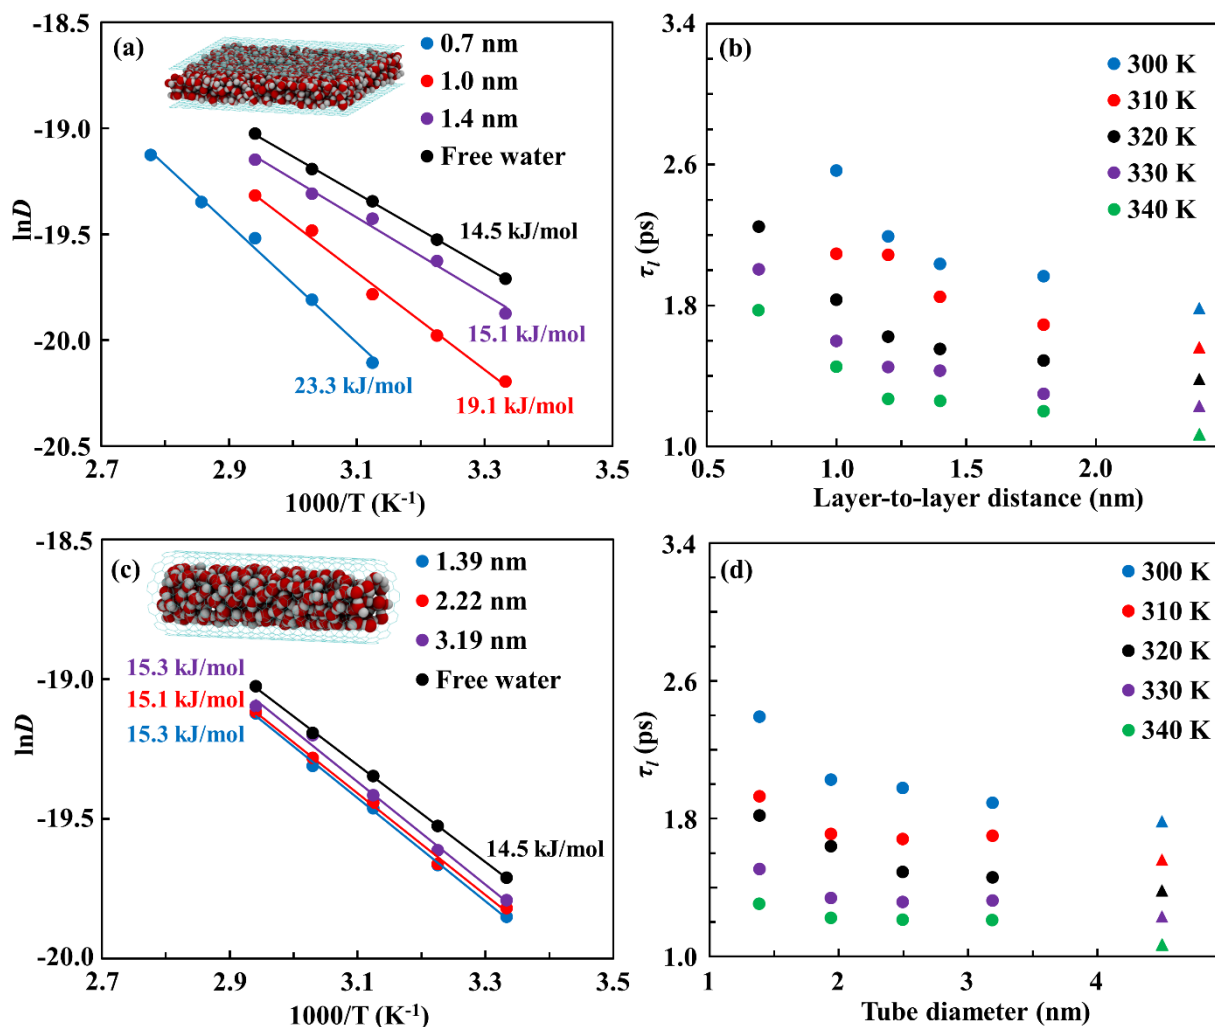 (a)
0.7 nm
1.0 nm
1.4 nm
Free water
14.5 kJ/mol
15.1 kJ/mol
23.3 kJ/mol
19.1 kJ/mol
-18.5
-19.0
-19.5
-20.0
-20.5
lnD
2.7 2.9 3.1 3.3 3.5
1000/T (K-1)
(b)
300 K
310 K
320 K
330 K
340 K
3.4
2.6
1.8
1.0
τl (ps)
0.5 1.0 1.5 2.0
Layer-to-layer distance (nm)
(c)
1.39 nm
2.22 nm
3.19 nm
Free water
15.3 kJ/mol
15.1 kJ/mol
15.3 kJ/mol
14.5 kJ/mol
-18.5
-19.0
-19.5
-20.0
lnD
2.7 2.9 3.1 3.3 3.5
1000/T (K-1)
(d)
300 K
310 K
320 K
330 K
340 K
3.4
2.6
1.8
1.0
τl (ps)
1 2 3 4
Tube diameter (nm)